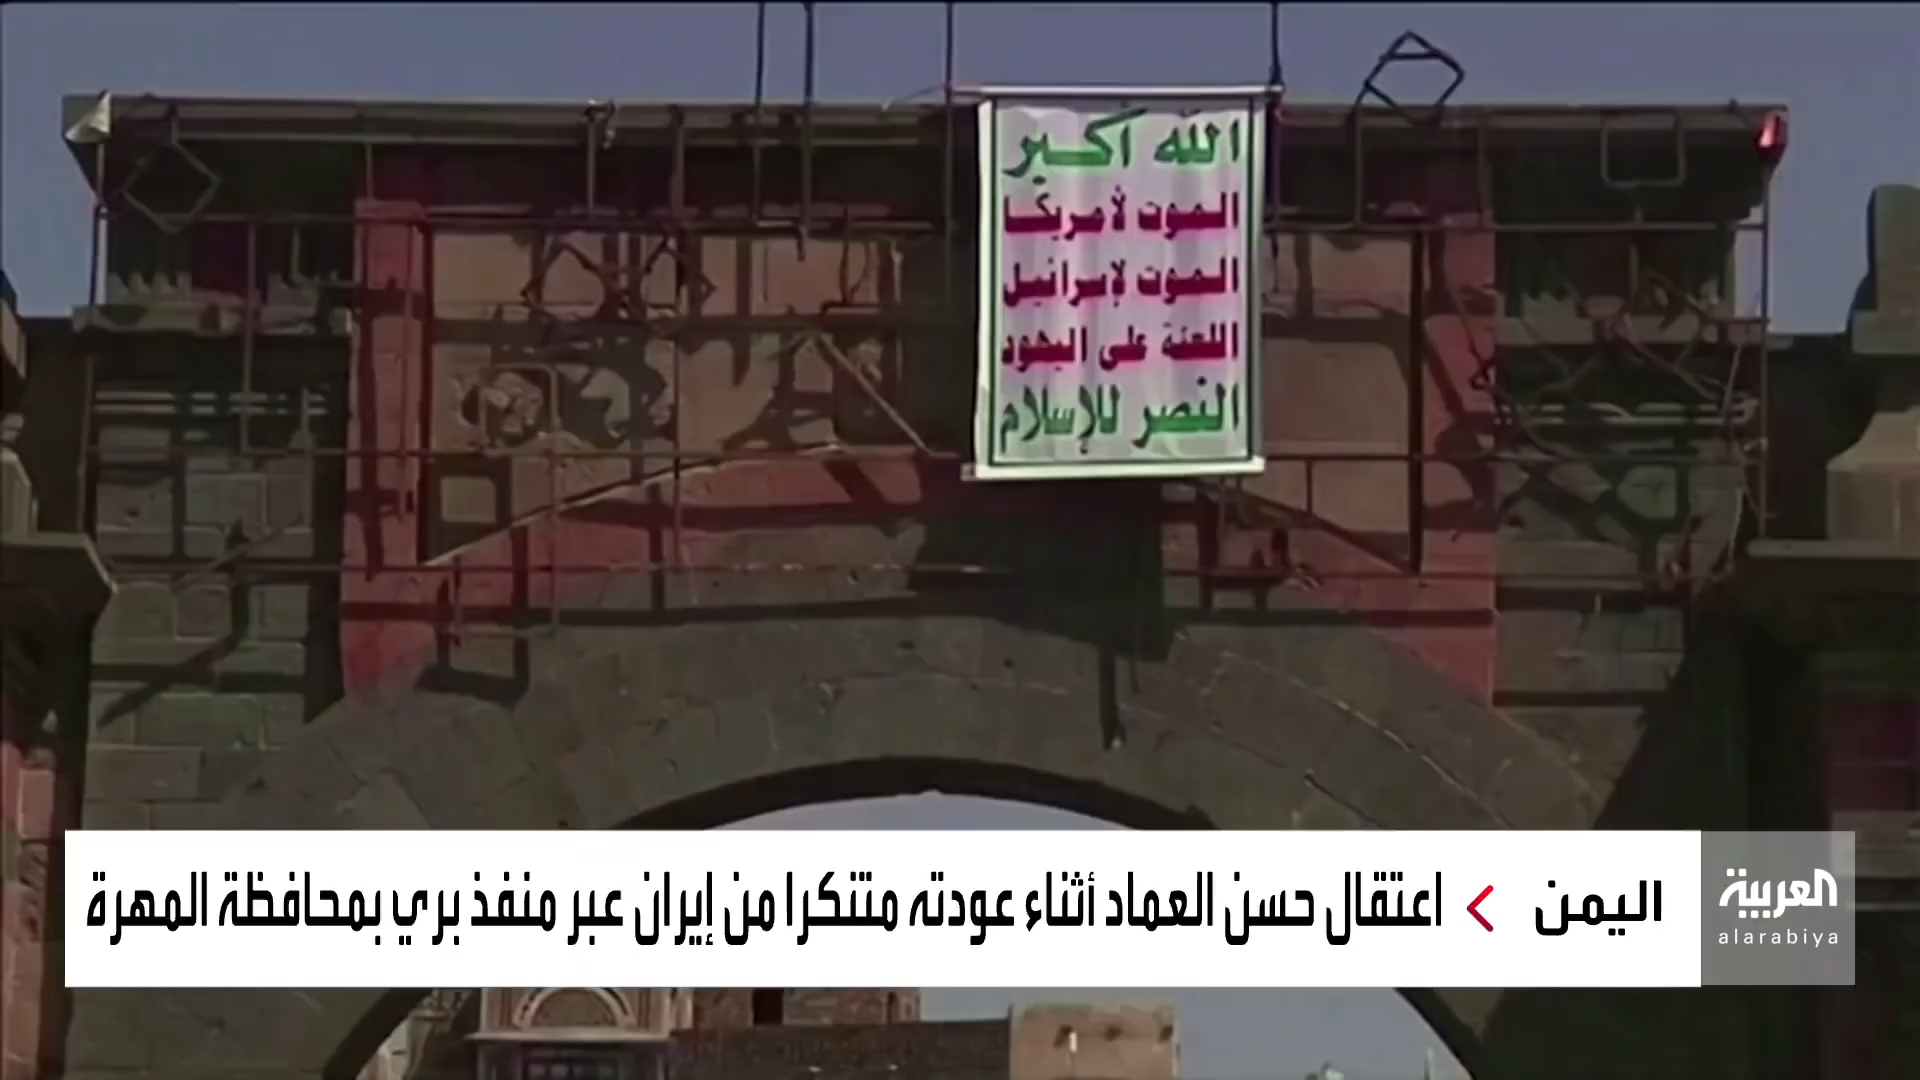 الله أكبر
الموت لأمريكا
الموت لإسرائيل
اللعنة على اليهود
النصر للإسلام
اليمن
اعتقال حسن العماد أثناء عودته متنكرا من إيران عبر منفذ بري بمحافظة المهرة
العربية
alarabiya